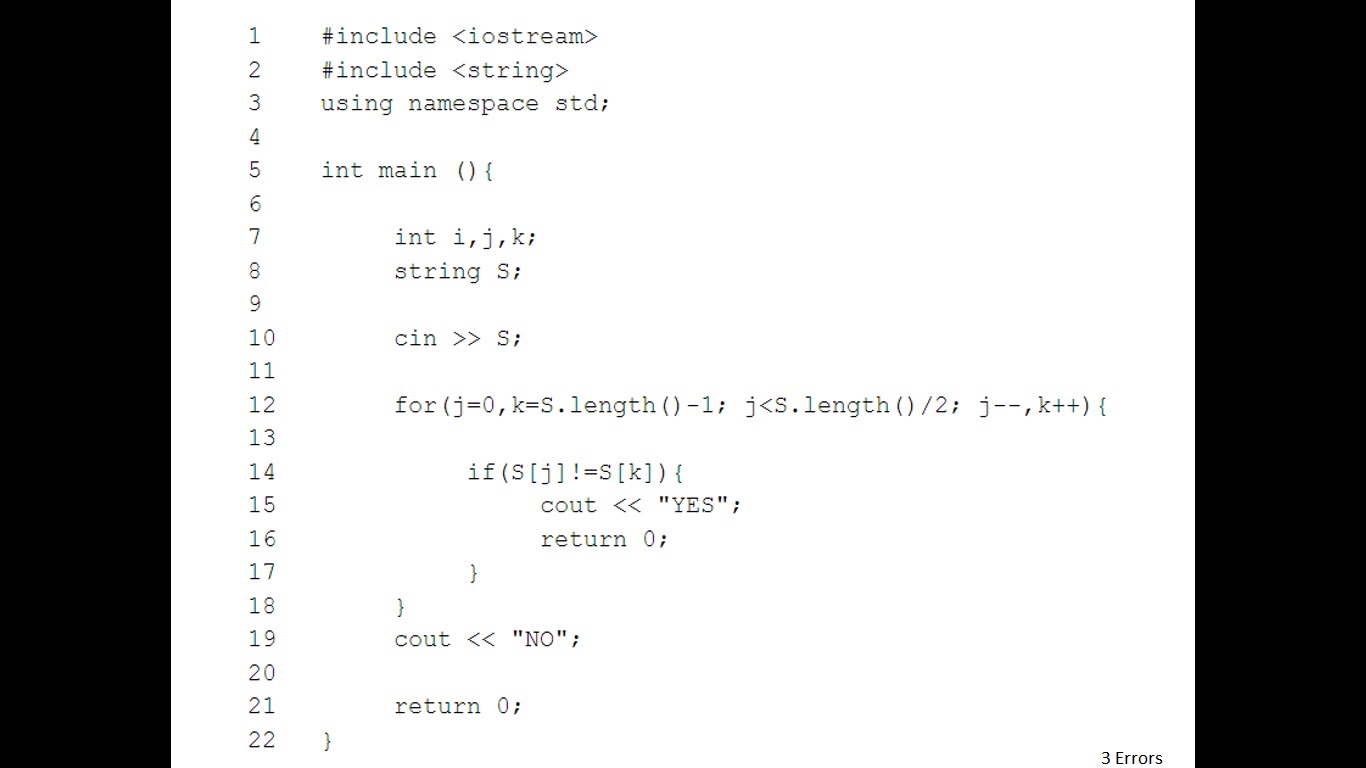 1 #include <iostream>
2 #include <string>
3 using namespace std;
4
5 int main (){
6
7 int i,j,k;
8 string S;
9
10 cin >> S;
11
12 for(j=0,k=S.length()-1; j<S.length()/2; j--,k++){
13
14 if(S[j]!=S[k]){
15 cout << "YES";
16 return 0;
17 }
18 }
19 cout << "NO";
20
21 return 0;
22 }
3 Errors